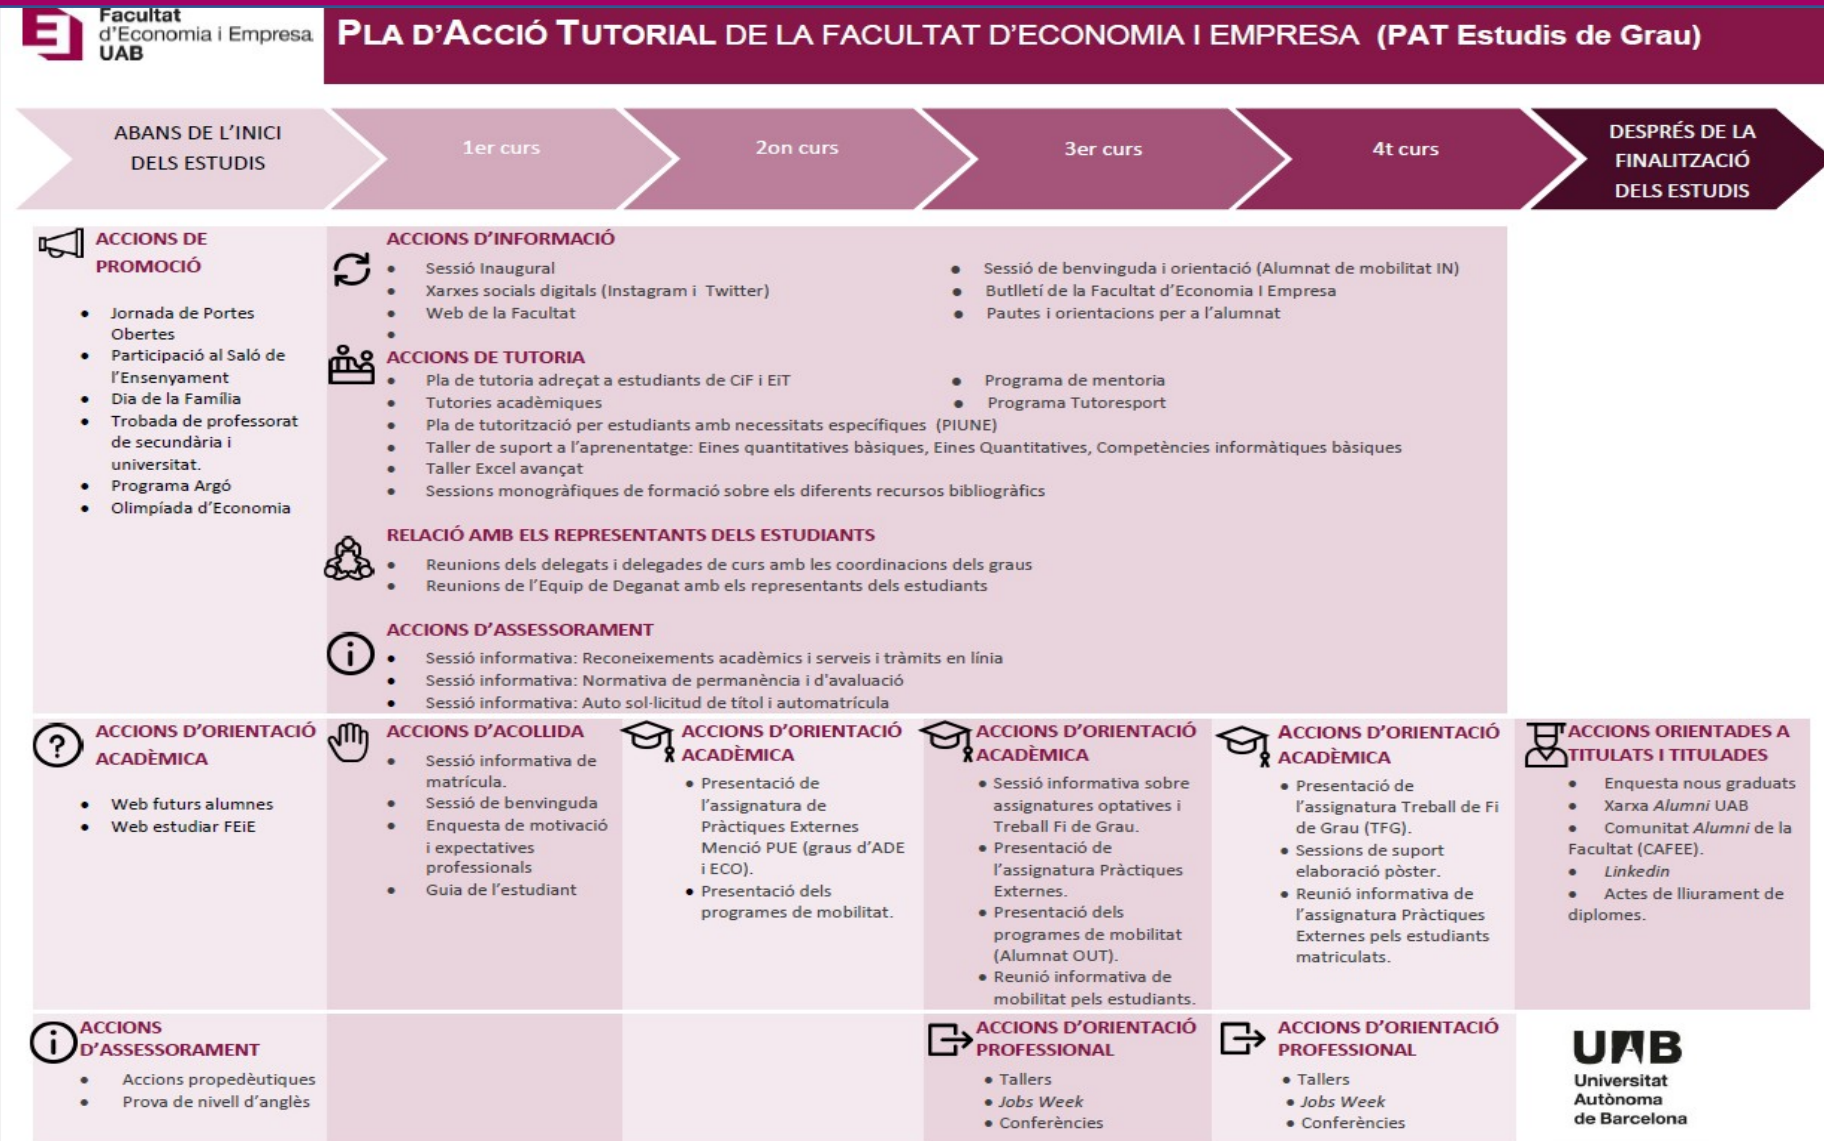 Facultat
d'Economia i Empresa
UAB
PLA D'ACCIÓ TUTORIAL DE LA FACULTAT D'ECONOMIA I EMPRESA (PAT Estudis de Grau)
ABANS DE L'INICI
DELS ESTUDIS
1er curs
2on curs
3er curs
4t curs
DESPRÉS DE LA
FINALITZACIÓ
DELS ESTUDIS
ACCIONS DE
PROMOCIÓ
• Jornada de Portes
Obertes
• Participació al Saló de
l'Ensenyament
• Dia de la Família
• Trobada de professorat
de secundària i
universitat.
• Programa Argó
• Olimpíada d'Economia
ACCIONS D'INFORMACIÓ
• Sessió Inaugural
• Xarxes socials digitals (Instagram i Twitter)
• Web de la Facultat
•
• Sessió de benvinguda i orientació (Alumnat de mobilitat IN)
• Butlletí de la Facultat d'Economia I Empresa
• Pautes i orientacions per a l'alumnat
ACCIONS DE TUTORIA
• Pla de tutoria adreçat a estudiants de CiF i EiT
• Tutories acadèmiques
• Programa de mentoria
• Programa Tutoresport
• Pla de tutorització per estudiants amb necessitats específiques (PIUNE)
• Taller de suport a l'aprenentatge: Eines quantitatives bàsiques, Eines Quantitatives, Competències informàtiques bàsiques
• Taller Excel avançat
• Sessions monogràfiques de formació sobre els diferents recursos bibliogràfics
RELACIÓ AMB ELS REPRESENTANTS DELS ESTUDIANTS
• Reunions dels delegats i delegades de curs amb les coordinacions dels graus
• Reunions de l'Equip de Deganat amb els representants dels estudiants
ACCIONS D'ASSESSORAMENT
• Sessió informativa: Reconeixements acadèmics i serveis i tràmits en línia
• Sessió informativa: Normativa de permanència i d'avaluació
• Sessió informativa: Auto sol·licitud de títol i automatrícula
ACCIONS D'ORIENTACIÓ
ACADÈMICA
• Web futurs alumnes
• Web estudiar FEiE
ACCIONS D'ACOLLIDA
• Sessió informativa de
matrícula.
• Sessió de benvinguda
• Enquesta de motivació
i expectatives
professionals
• Guia de l'estudiant
ACCIONS D'ORIENTACIÓ
ACADÈMICA
• Presentació de
l'assignatura de
Pràctiques Externes
Menció PUE (graus d'ADE
i ECO).
• Presentació dels
programes de mobilitat.
ACCIONS D'ORIENTACIÓ
ACADÈMICA
• Sessió informativa sobre
assignatures optatives i
Treball Fi de Grau.
• Presentació de
l'assignatura Pràctiques
Externes.
• Presentació dels
programes de mobilitat
(Alumnat OUT).
• Reunió informativa de
mobilitat pels estudiants.
ACCIONS D'ORIENTACIÓ
ACADÈMICA
• Presentació de
l'assignatura Treball de Fi
de Grau (TFG).
• Sessions de suport
elaboració pòster.
• Reunió informativa de
l'assignatura Pràctiques
Externes pels estudiants
matriculats.
ACCIONS ORIENTADES A
TITULATS I TITULADES
• Enquesta nous graduats
• Xarxa Alumni UAB
• Comunitat Alumni de la
Facultat (CAFEE).
• Linkedin
• Actes de lliurament de
diplomes.
ACCIONS
D'ASSESSORAMENT
• Accions propedèutiques
• Prova de nivell d'anglès
ACCIONS D'ORIENTACIÓ
PROFESSIONAL
• Tallers
• Jobs Week
• Conferències
ACCIONS D'ORIENTACIÓ
PROFESSIONAL
• Tallers
• Jobs Week
• Conferències
UAB
Universitat
Autònoma
de Barcelona